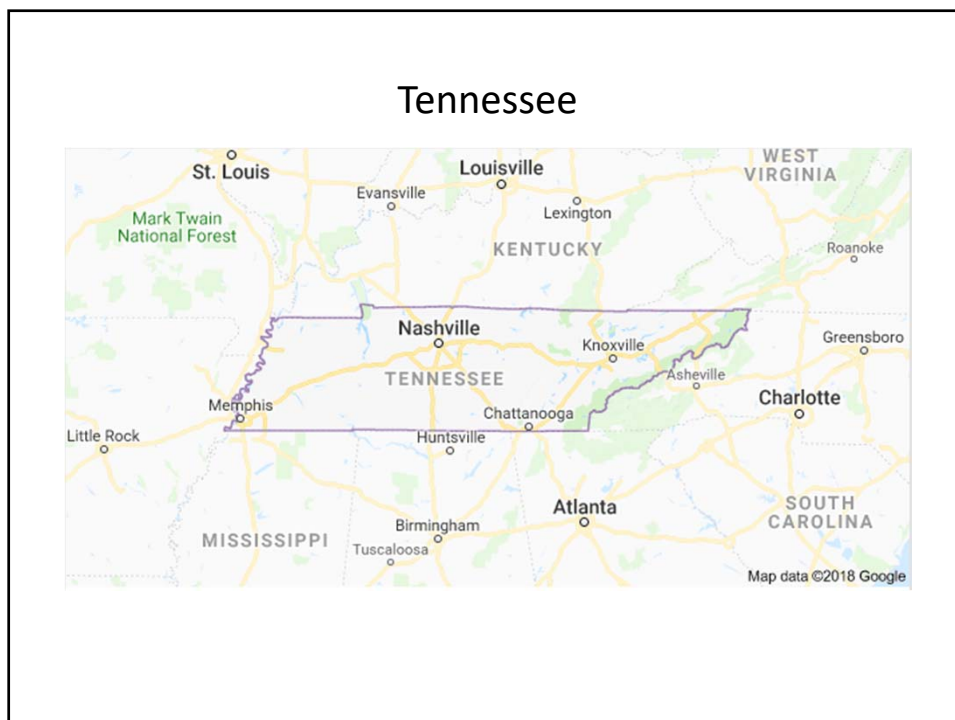 Tennessee
WEST
VIRGINIA
St. Louis
Louisville
Evansville
Lexington
Mark Twain
National Forest
KENTUCKY
Roanoke
Nashville
Knoxville
Greensboro
TENNESSEE
Asheville
Memphis
Chattanooga
Charlotte
Little Rock
Huntsville
Atlanta
SOUTH
CAROLINA
Birmingham
MISSISSIPPI
Tuscaloosa
Map data ©2018 Google